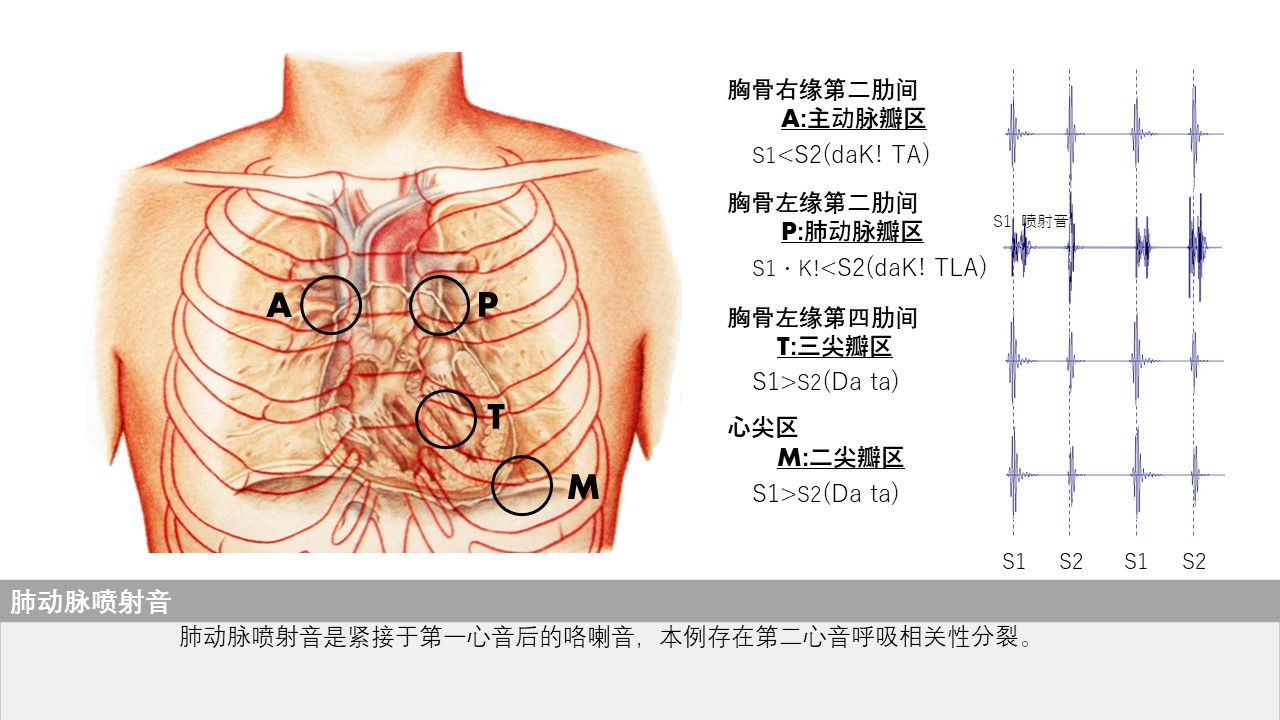 A
P
T
M
胸骨右缘第二肋间
A:主动脉瓣区
S1<S2(daK! TA)
胸骨左缘第二肋间
P:肺动脉瓣区
S1・K!<S2(daK! TLA)
胸骨左缘第四肋间
T:三尖瓣区
S1>S2(Da ta)
心尖区
M:二尖瓣区
S1>S2(Da ta)
S1 喷射音
S1 S2 S1 S2
肺动脉喷射音
肺动脉喷射音是紧接于第一心音后的咯喇音，本例存在第二心音呼吸相关性分裂。